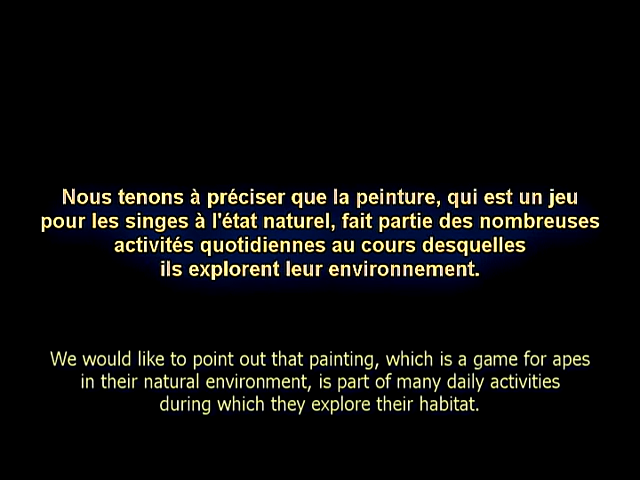 Nous tenons à préciser que la peinture, qui est un jeu
pour les singes à l'état naturel, fait partie des nombreuses
activités quotidiennes au cours desquelles
ils explorent leur environnement.
We would like to point out that painting, which is a game for apes
in their natural environment, is part of many daily activities
during which they explore their habitat.